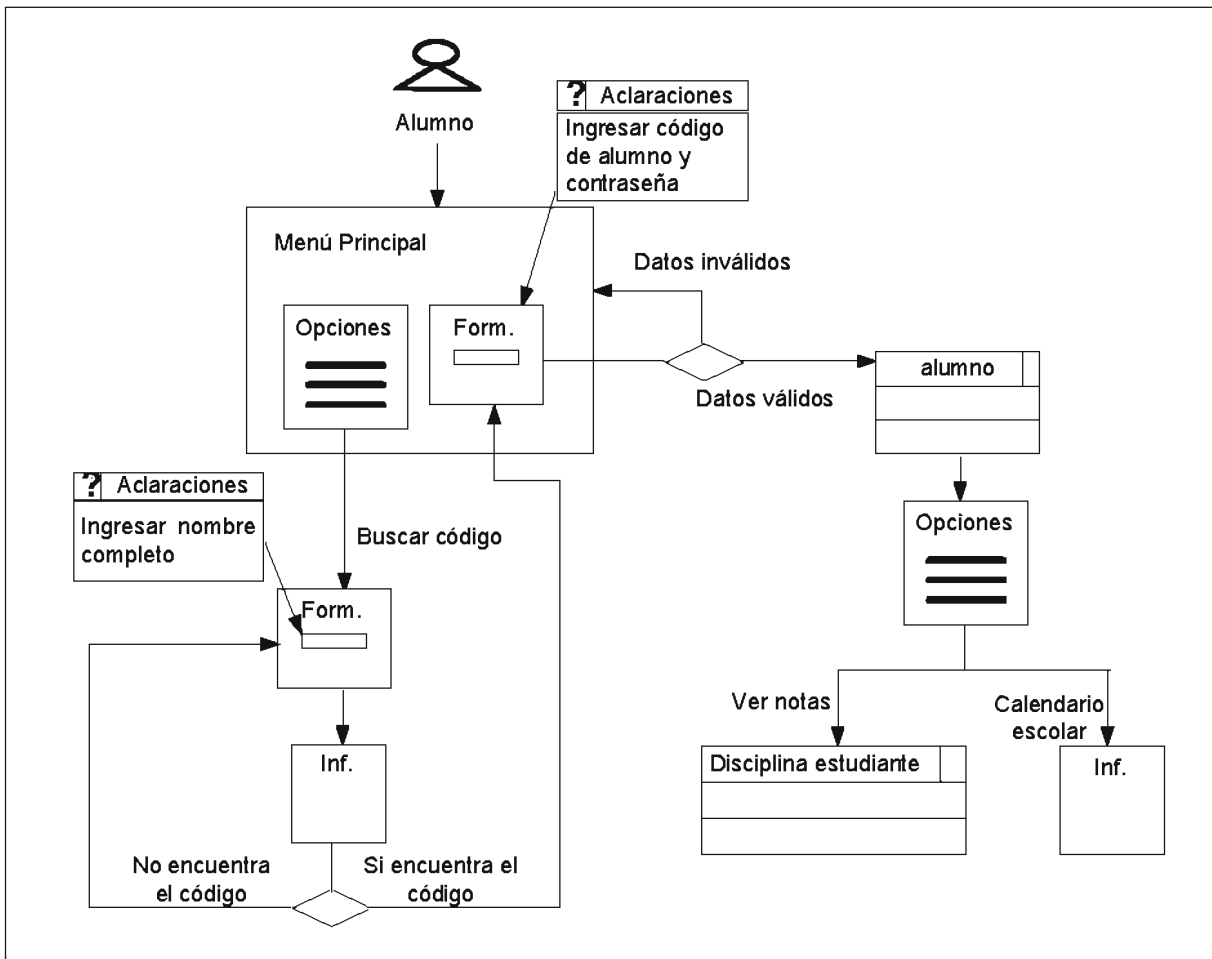 Alumno
? Aclaraciones
Ingresar código
de alumno y
contraseña
Menú Principal
Datos inválidos
Opciones
Form.
alumno
Datos válidos
? Aclaraciones
Ingresar nombre
completo
Buscar código
Opciones
Form.
Ver notas
Calendario
escolar
Inf.
Disciplina estudiante
Inf.
No encuentra
el código
Si encuentra el
código